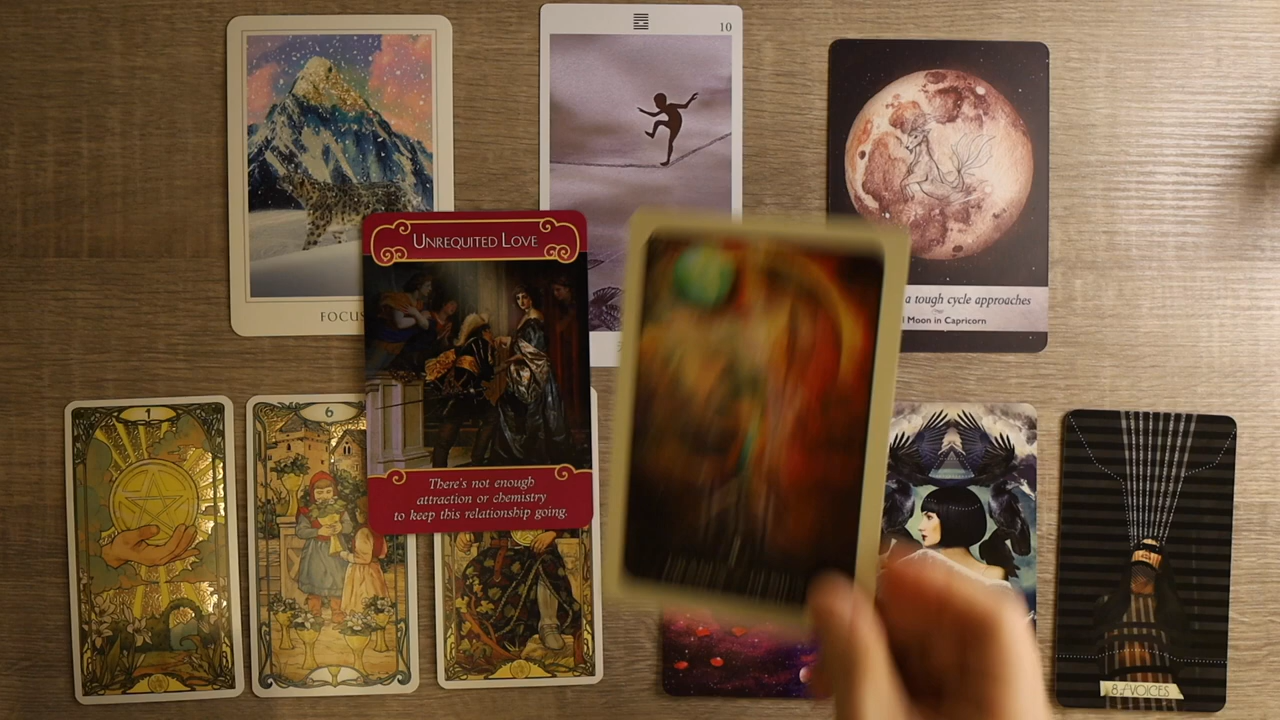 10
FOCUS
UNREQUITED LOVE
There's not enough
attraction or chemistry
to keep this relationship going.
a tough cycle approaches
Moon in Capricorn
1
6
8 of VOICES